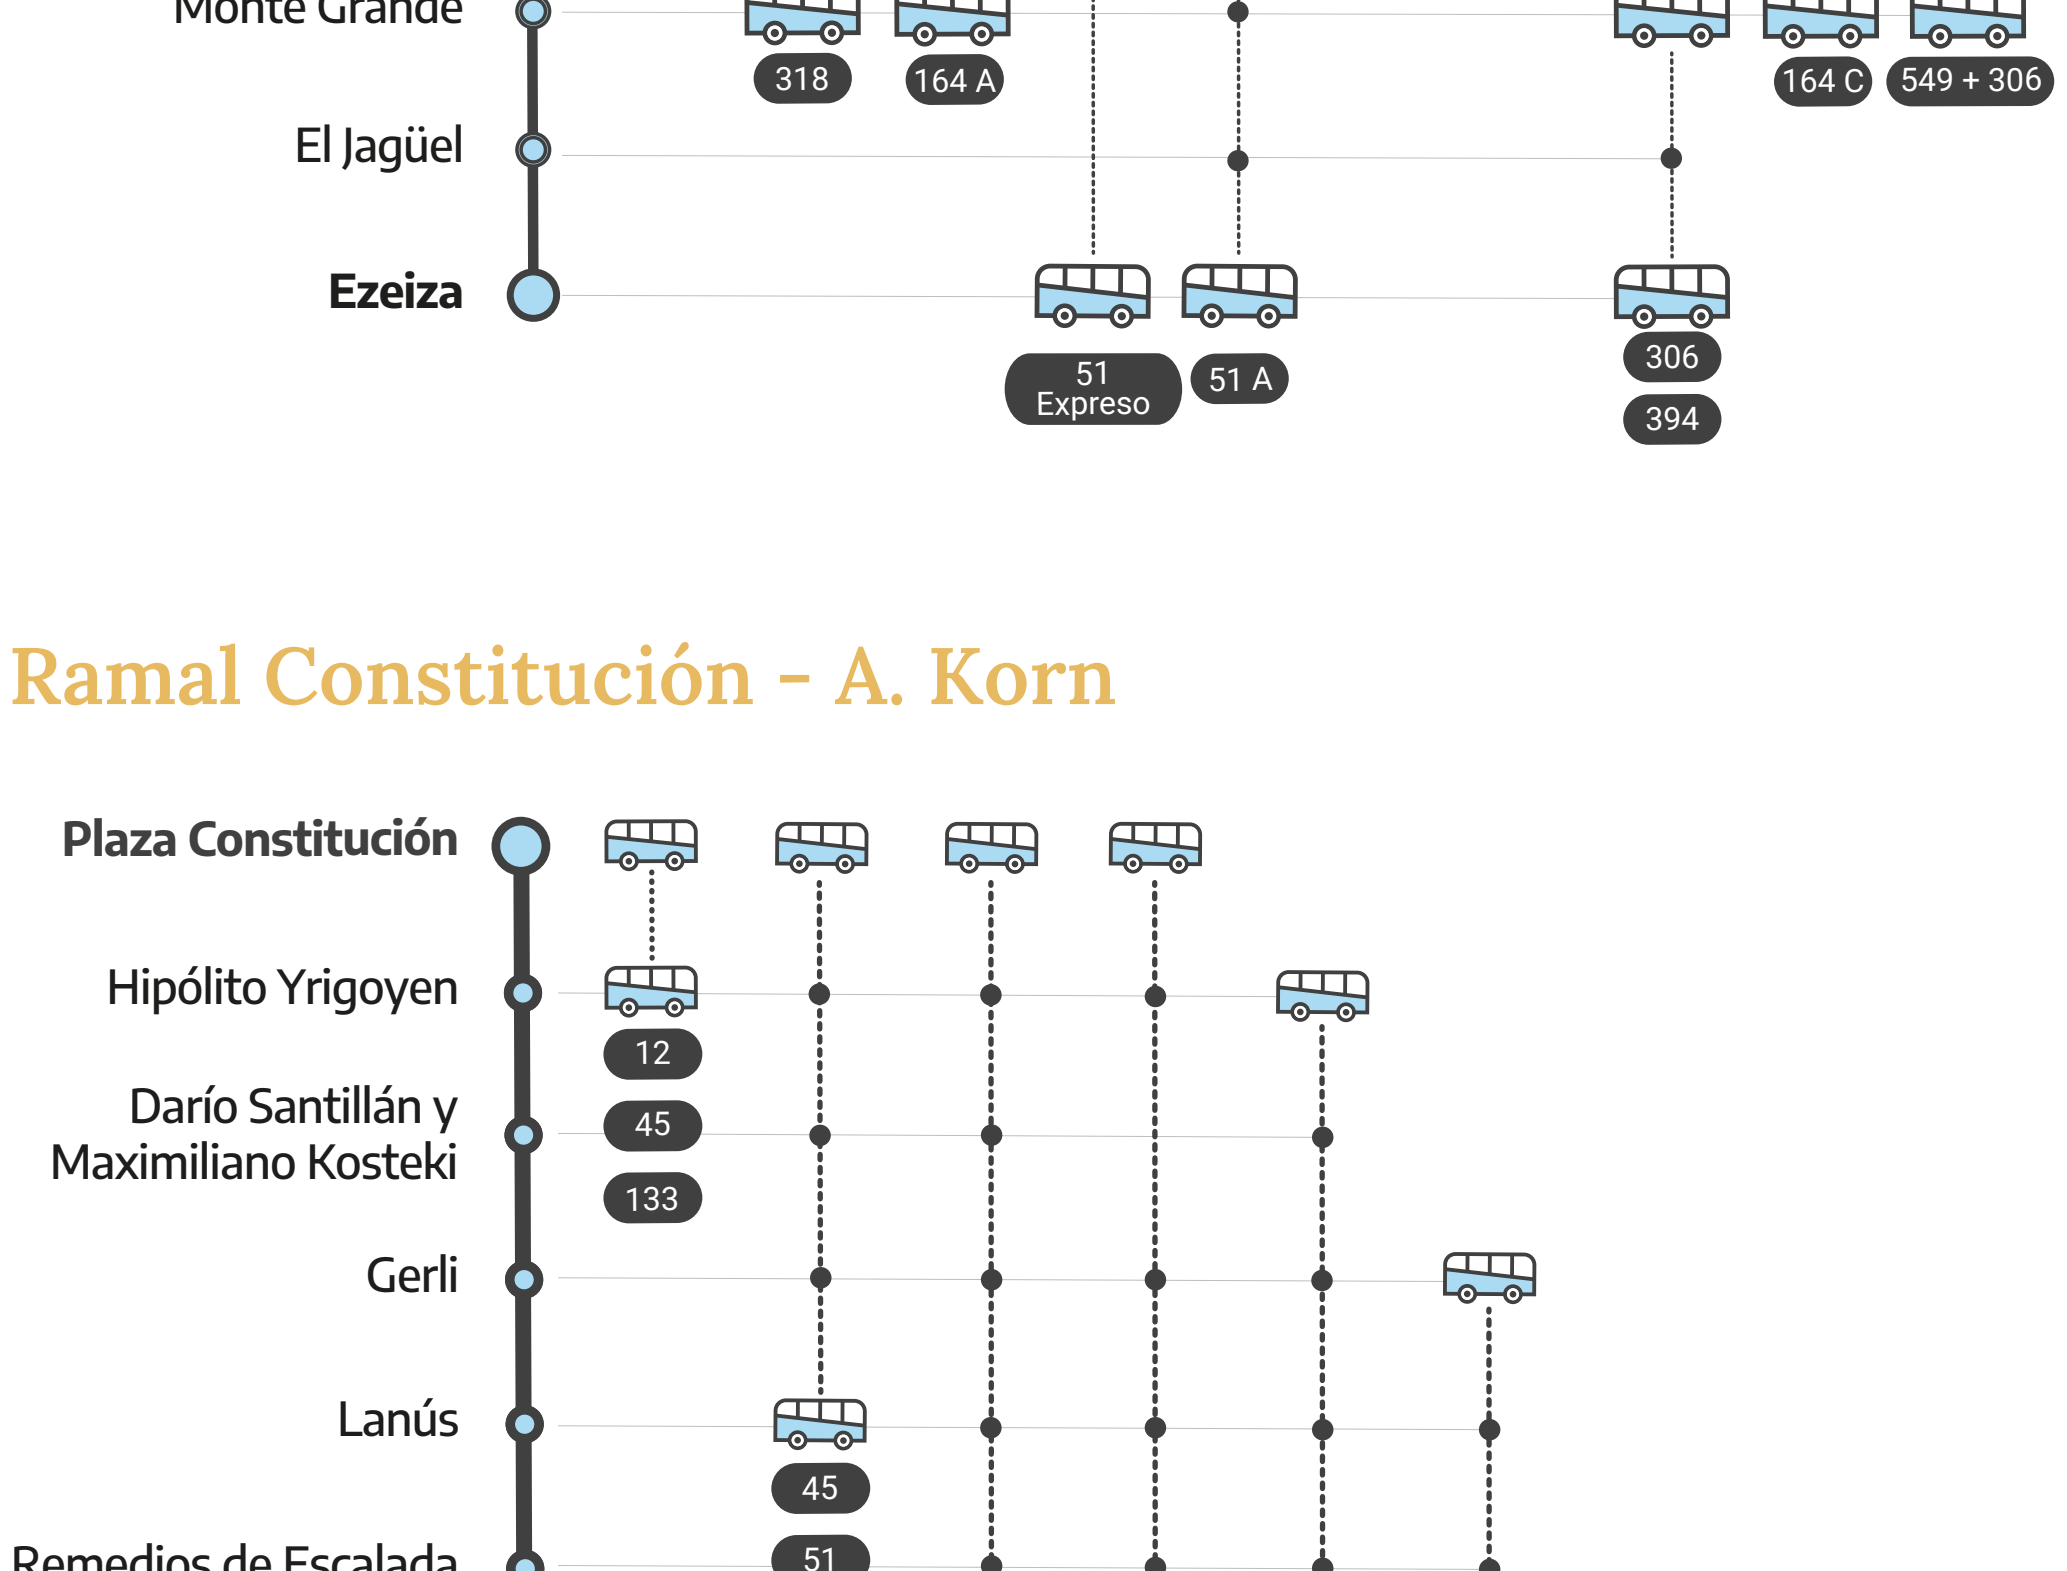 Monte Grande
318
164 A
164 C
549 + 306
El Jagüel
Ezeiza
51
Expreso
51 A
306
394
Ramal Constitución - A. Korn
Plaza Constitución
Hipólito Yrigoyen
12
Darío Santillán y
Maximiliano Kosteki
45
133
Gerli
Lanús
45
51
Remedios de Escalada